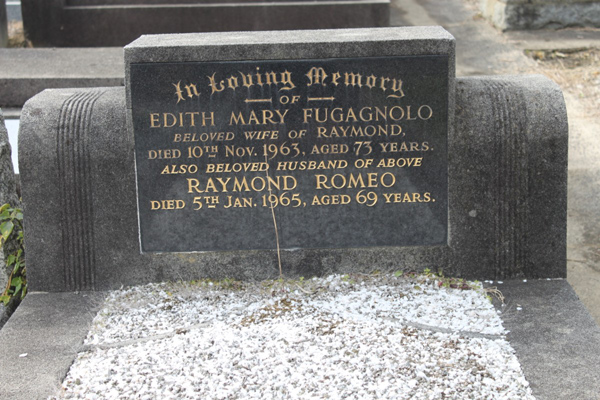 In Loving Memory
OF
EDITH MARY FUGAGNOLO
BELOVED WIFE OF RAYMOND,
DIED 10TH NOV. 1963, AGED 73 YEARS.
ALSO BELOVED HUSBAND OF ABOVE
RAYMOND ROMEO
DIED 5TH JAN. 1965, AGED 69 YEARS.